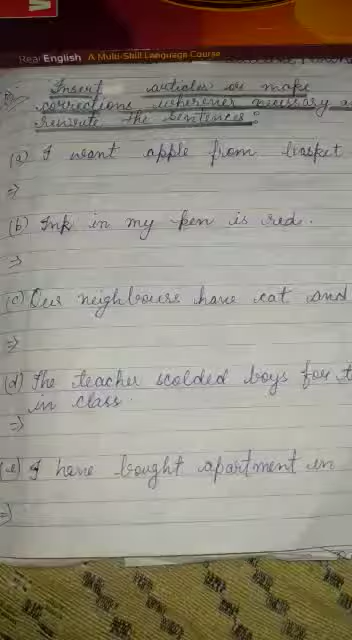 Real English A Multi-Skill Language Course
Insert articles or make
corrections wherever necessary
rewrite the sentences:
(a) I want apple from basket
⇒
(b) Ink in my pen is red.
⇒
(c) Our neighbours have cat and
⇒
(d) The teacher scolded boys for
in class.
⇒
(e) I have bought apartment in
⇒